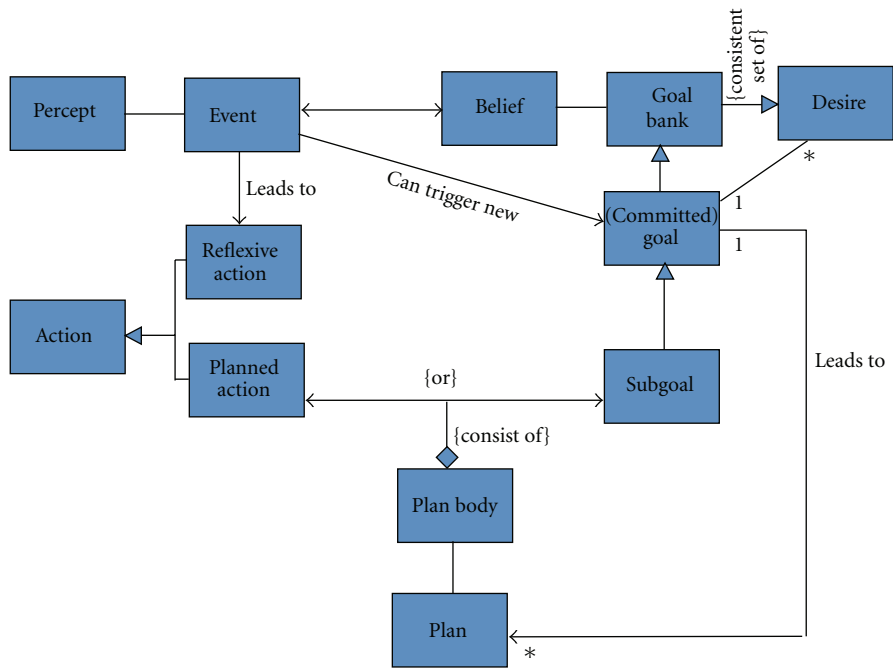 {consistent
set of}
Percept
Event
Belief
Goal
bank
Desire
*
Leads to
Can trigger new
1
(Committed)
goal
1
Reflexive
action
Action
Planned
action
{or}
Subgoal
Leads to
{consist of}
Plan body
Plan
*